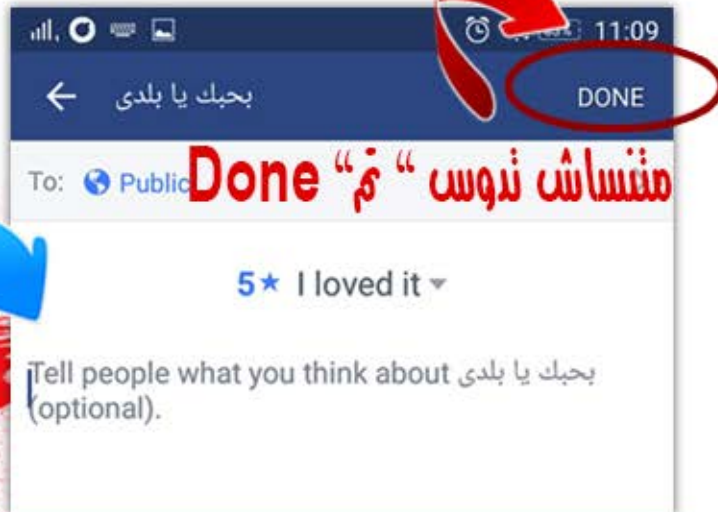 11:09
بحبك يا بلدى
DONE
To: Public
متنساش تدوس “ تم “ Done
5★ I loved it
Tell people what you think about بحبك يا بلدى
(optional).